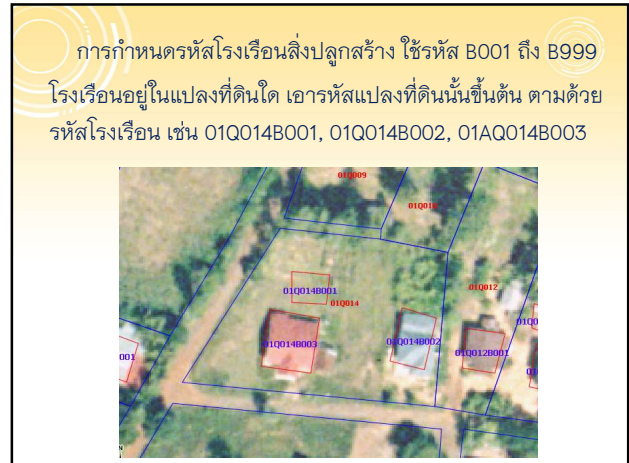 การกำหนดรหัสโรงเรือนสิ่งปลูกสร้าง ใช้รหัส B001 ถึง B999
โรงเรือนอยู่ในแปลงที่ดินใด เอารหัสแปลงที่ดินนั้นขึ้นต้น ตามด้วย
รหัสโรงเรือน เช่น 01Q014B001, 01Q014B002, 01AQ014B003
01Q009
01Q012
01Q014B001
01Q014
01Q014B003
01Q014B002
01Q012B001
001